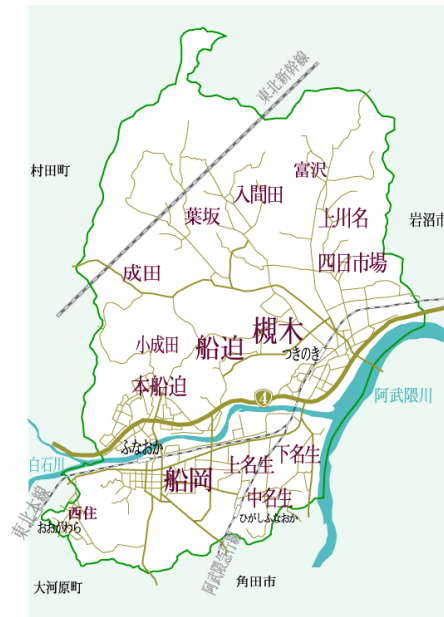 東北新幹線
村田町
富沢
入間田
葉坂
上川名
岩沼市
四日市場
成田
槻木
つきのき
小成田
船迫
本船迫
4
阿武隈川
ふなおか
白石川
上名生
下名生
船岡
中名生
西住
ひがしふなおか
おおがわら
東北本線
阿武隈急行線
大河原町
角田市